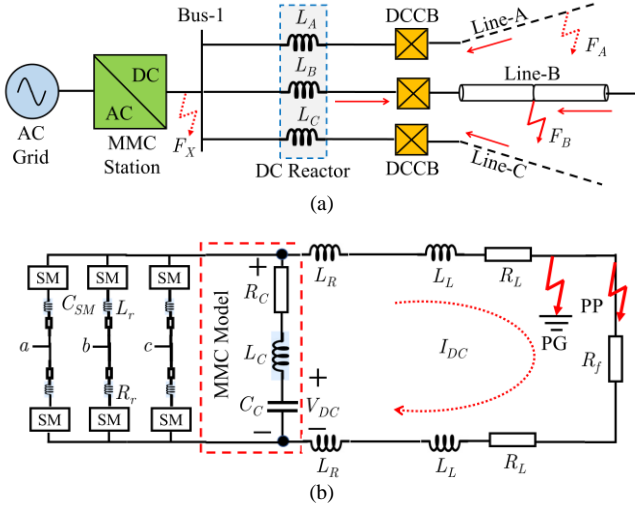 Bus-1
L_A
DCCB
Line-A
F_A
L_B
Line-B
DC
AC
F_X
L_C
F_B
AC
Grid
MMC
Station
DC Reactor
DCCB
Line-C
(a)
SM
SM
SM
C_SM
L_r
a
b
c
R_r
SM
SM
SM
MMC Model
+
R_C
L_C
C_C
+
V_DC
−
−
L_R
L_L
R_L
I_DC
PG
PP
R_f
L_R
L_L
R_L
(b)